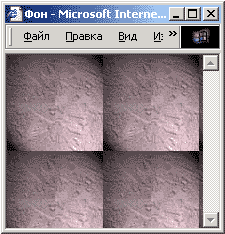 Фон - Microsoft Interne...
Файл Правка Вид И: »